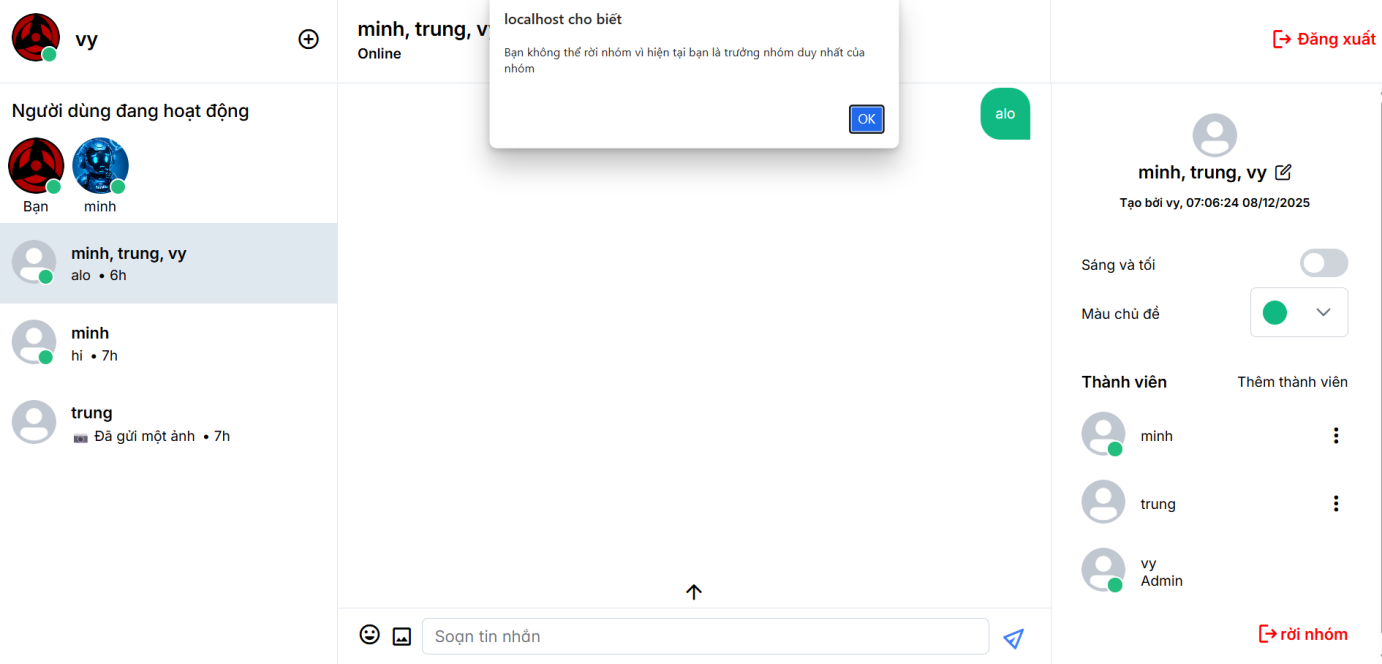 vy
Người dùng đang hoạt động
Bạn
minh
minh, trung, vy
alo • 6h
minh
hi • 7h
trung
Đã gửi một ảnh • 7h
minh, trung, vy
Online
localhost cho biết
Bạn không thể rời nhóm vì hiện tại bạn là trưởng nhóm duy nhất của
nhóm
OK
alo
Soạn tin nhắn
Đăng xuất
minh, trung, vy
Tạo bởi vy, 07:06:24 08/12/2025
Sáng và tối
Màu chủ đề
Thành viên
Thêm thành viên
minh
trung
vy
Admin
rời nhóm